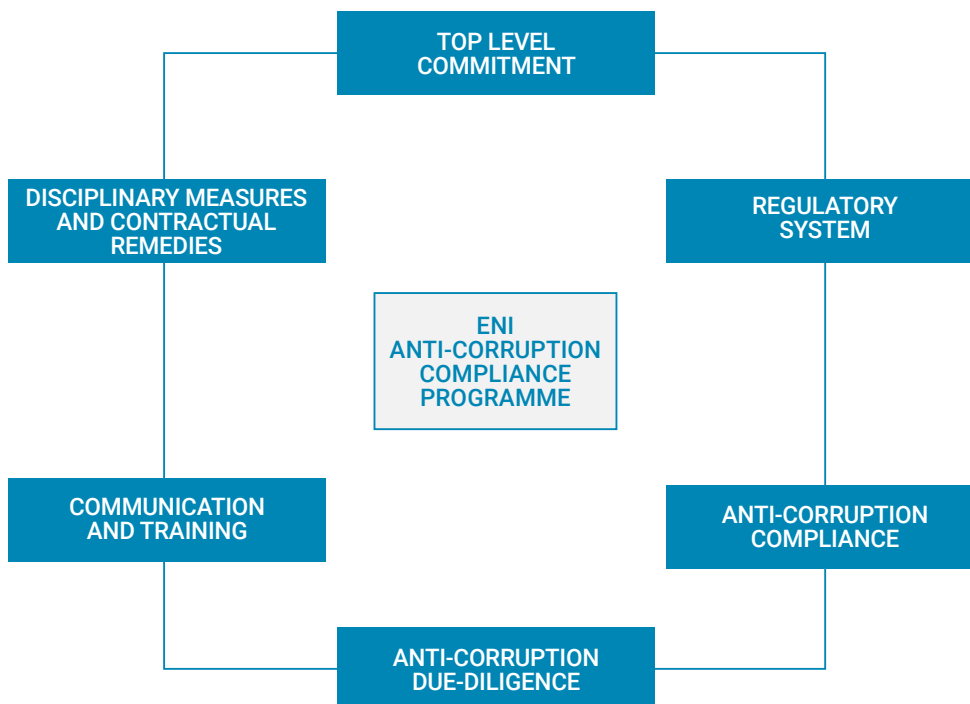 TOP LEVEL
COMMITMENT
DISCIPLINARY MEASURES
AND CONTRACTUAL
REMEDIES
REGULATORY
SYSTEM
ENI
ANTI-CORRUPTION
COMPLIANCE
PROGRAMME
COMMUNICATION
AND TRAINING
ANTI-CORRUPTION
COMPLIANCE
ANTI-CORRUPTION
DUE-DILIGENCE